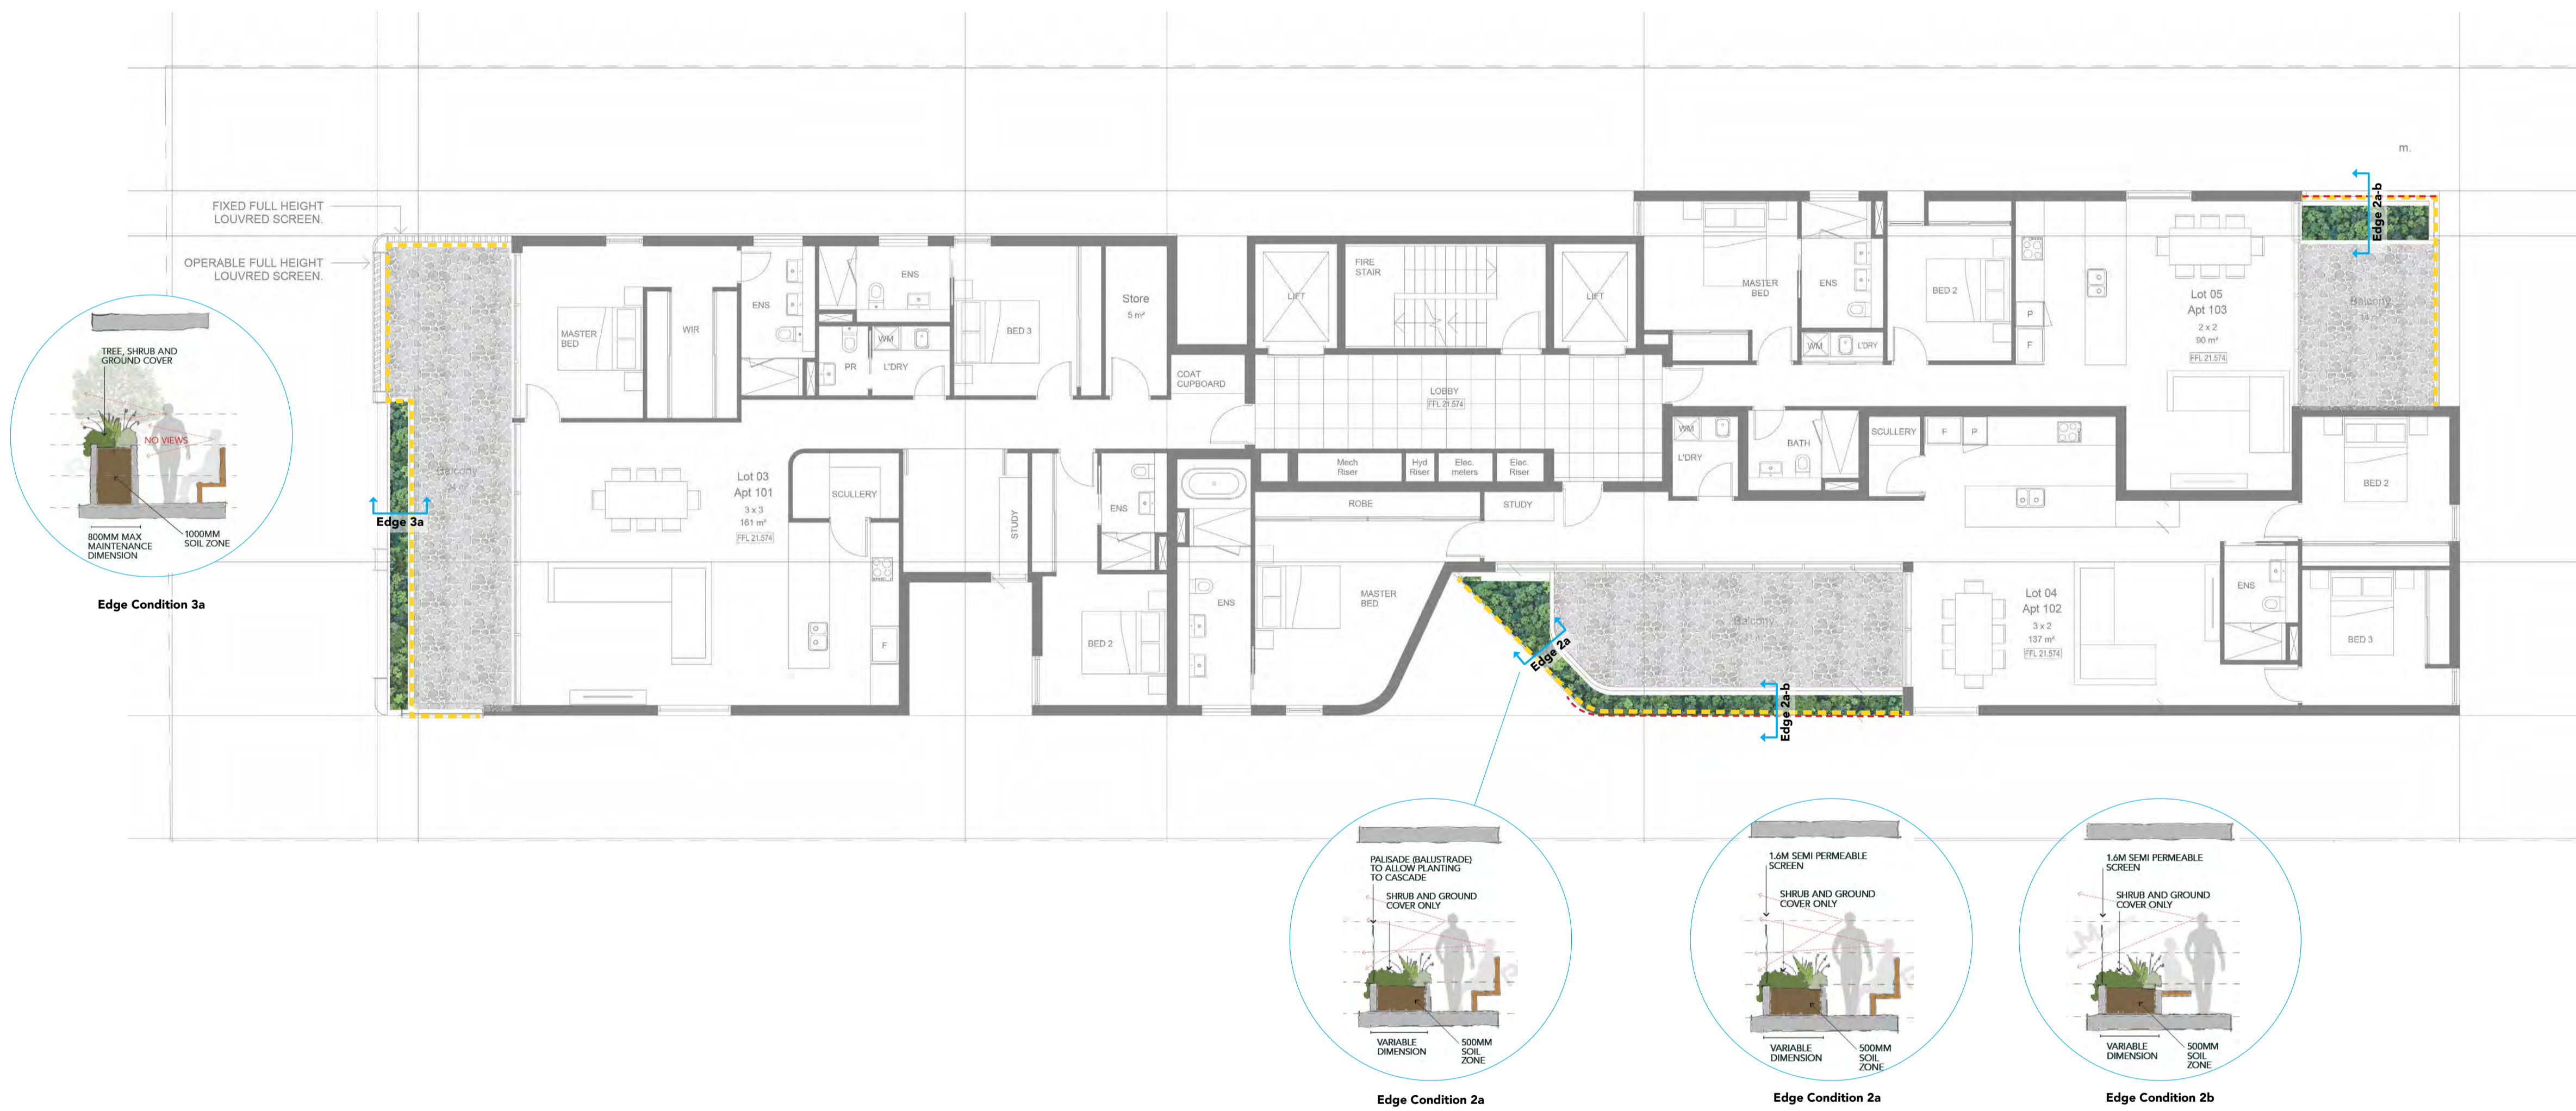 m.
FIXED FULL HEIGHT
LOUVRED SCREEN.
OPERABLE FULL HEIGHT
LOUVRED SCREEN.
TREE, SHRUB AND
GROUND COVER
NO VIEWS
800MM MAX
MAINTENANCE
DIMENSION
1000MM
SOIL ZONE
Edge Condition 3a
Edge 3a
Balcony
MASTER
BED
WIR
ENS
ENS
PR
WM
L'DRY
BED 3
Store
5 m²
COAT
CUPBOARD
Lot 03
Apt 101
3 x 3
161 m²
FFL 21.574
SCULLERY
F
STUDY
ENS
BED 2
LIFT
FIRE
STAIR
LIFT
LOBBY
FFL 21.574
Mech
Riser
Hyd
Riser
Elec.
meters
Elec.
Riser
ROBE
STUDY
ENS
MASTER
BED
MASTER
BED
ENS
WM
L'DRY
BED 2
P
F
Lot 05
Apt 103
2 x 2
90 m²
FFL 21.574
Balcony
Edge 2a-b
WM
L'DRY
BATH
SCULLERY
F
P
BED 2
Balcony
Edge 2a
Edge 2a-b
Lot 04
Apt 102
3 x 2
137 m²
FFL 21.574
ENS
BED 3
PALISADE (BALUSTRADE)
TO ALLOW PLANTING
TO CASCADE
SHRUB AND GROUND
COVER ONLY
VARIABLE
DIMENSION
500MM
SOIL
ZONE
Edge Condition 2a
1.6M SEMI PERMEABLE
SCREEN
SHRUB AND GROUND
COVER ONLY
VARIABLE
DIMENSION
500MM
SOIL
ZONE
Edge Condition 2a
1.6M SEMI PERMEABLE
SCREEN
SHRUB AND GROUND
COVER ONLY
VARIABLE
DIMENSION
500MM
SOIL
ZONE
Edge Condition 2b